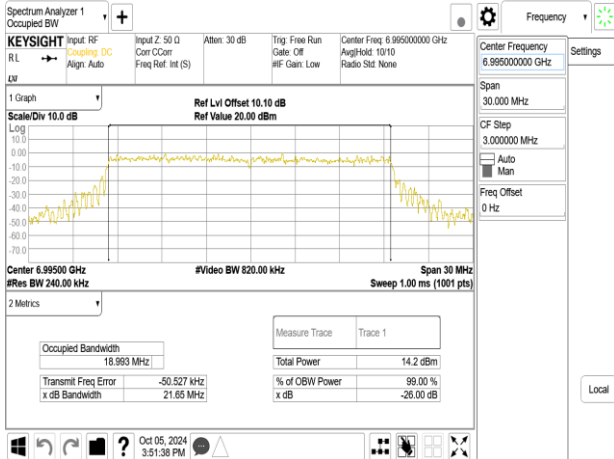 Spectrum Analyzer 1
Occupied BW
+
Frequency
KEYSIGHT
RL
LXI
Input: RF
Coupling: DC
Align: Auto
Input Z: 50 Ω
Corr CCorr
Freq Ref: Int (S)
Atten: 30 dB
Trig: Free Run
Gate: Off
#IF Gain: Low
Center Freq: 6.995000000 GHz
Avg|Hold: 10/10
Radio Std: None
Center Frequency
6.995000000 GHz
Settings
Span
30.000 MHz
CF Step
3.000000 MHz
Auto
Man
Freq Offset
0 Hz
Local
1 Graph
Scale/Div 10.0 dB
Ref Lvl Offset 10.10 dB
Ref Value 20.00 dBm
Log
10.0
0.00
-10.0
-20.0
-30.0
-40.0
-50.0
-60.0
-70.0
Center 6.99500 GHz
#Video BW 820.00 kHz
Span 30 MHz
#Res BW 240.00 kHz
Sweep 1.00 ms (1001 pts)
2 Metrics
Measure Trace Trace 1
Occupied Bandwidth
18.993 MHz
Total Power 14.2 dBm
Transmit Freq Error -50.527 kHz
% of OBW Power 99.00 %
x dB Bandwidth 21.65 MHz
x dB -26.00 dB
?
Oct 05, 2024
3:51:38 PM